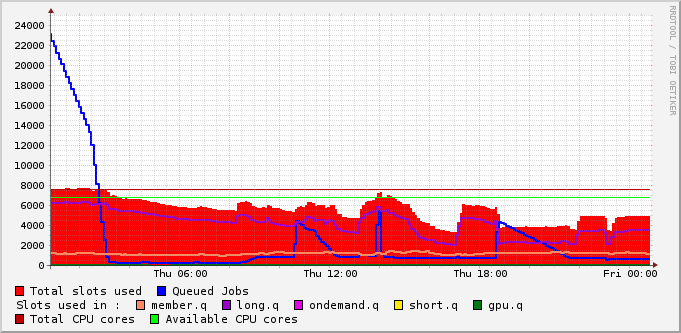 RRDTOOL / TOBI OETIKER
24000
22000
20000
18000
16000
14000
12000
10000
8000
6000
4000
2000
0
Thu 06:00 Thu 12:00 Thu 18:00 Fri 00:00
Total slots used Queued Jobs
Slots used in : member.q long.q ondemand.q short.q gpu.q
Total CPU cores Available CPU cores